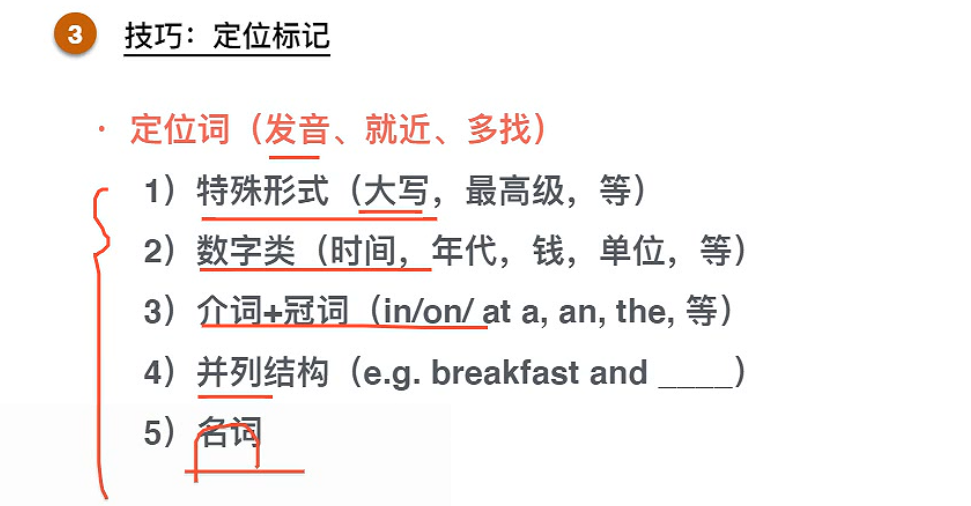 3 技巧：定位标记
· 定位词（发音、就近、多找）
1）特殊形式（大写，最高级，等）
2）数字类（时间，年代，钱，单位，等）
3）介词+冠词（in/on/ at a, an, the, 等）
4）并列结构（e.g. breakfast and ____）
5）名词